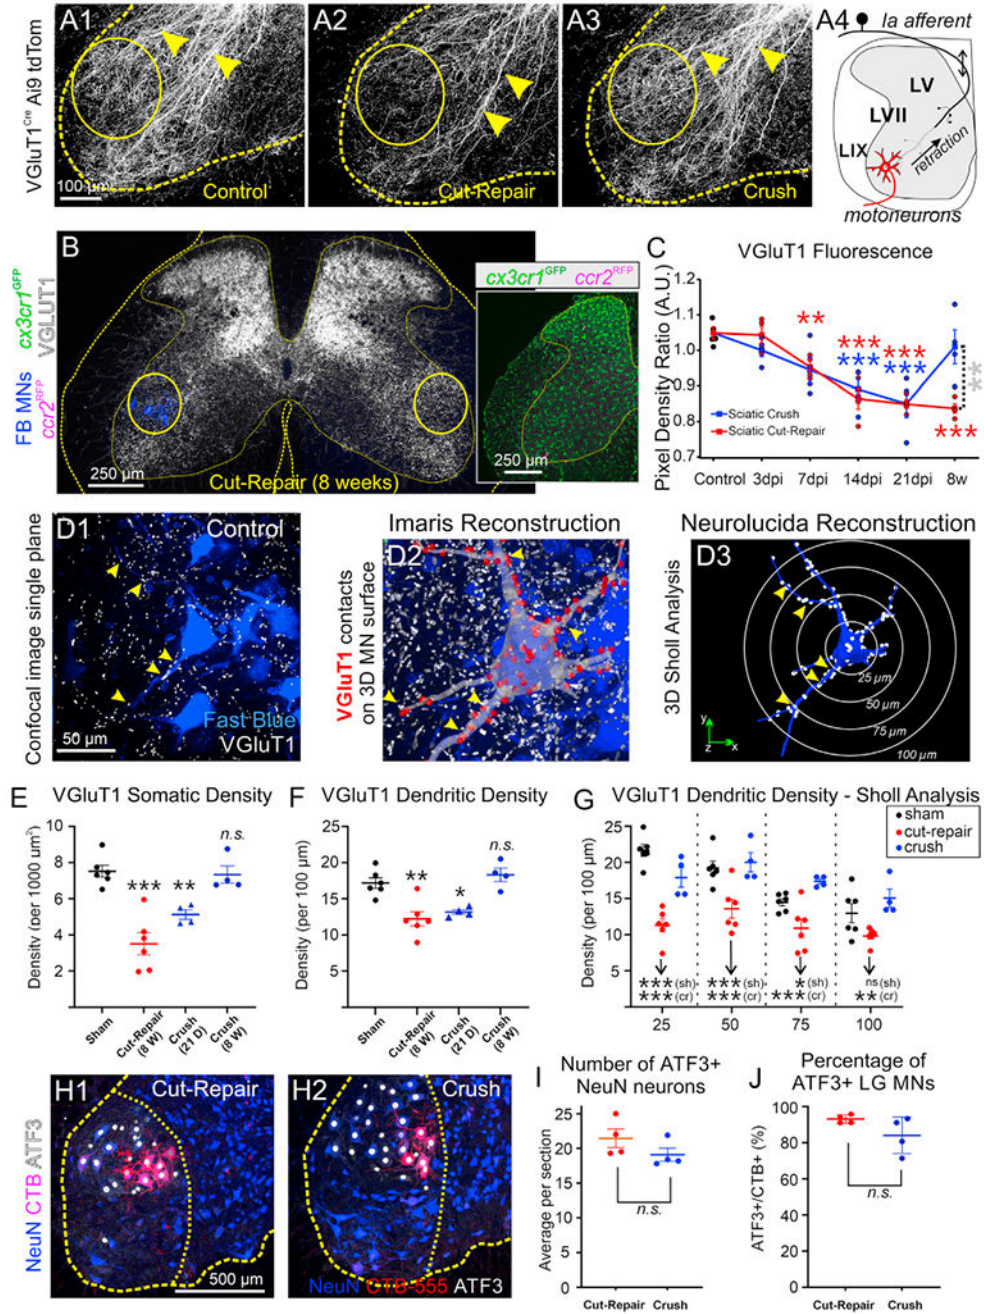 A1
A2
A3
A4
VGluT1Cre Ai9 tdTom
100 µm
Control
Cut-Repair
Crush
Ia afferent
LV
LVII
LIX
retraction
motoneurons
B
cx3cr1GFP
VGLUT1
FB MNs
ccr2RFP
250 µm
Cut-Repair (8 weeks)
cx3cr1GFP ccr2RFP
250 µm
C
VGluT1 Fluorescence
Pixel Density Ratio (A.U.)
1.2
1.1
1.0
0.9
0.8
0.7
**
***
***
***
***
**
***
Sciatic Crush
Sciatic Cut-Repair
Control 3dpi 7dpi 14dpi 21dpi 8w
Confocal image single plane
D1
Control
Fast Blue
VGluT1
50 µm
Imaris Reconstruction
D2
VGluT1 contacts
on 3D MN surface
Neurolucida Reconstruction
D3
3D Sholl Analysis
25 µm
50 µm
75 µm
100 µm
y
z x
E VGluT1 Somatic Density
Density (per 1000 um²)
10
8
6
4
2
***
**
n.s.
Sham
Cut-Repair
(8 W)
Crush
(21 D)
Crush
(8 W)
F VGluT1 Dendritic Density
Density (per 100 µm)
25
20
15
10
5
0
**
*
n.s.
Sham
Cut-Repair
(8 W)
Crush
(21 D)
Crush
(8 W)
G VGluT1 Dendritic Density - Sholl Analysis
sham
cut-repair
crush
Density (per 100 µm)
25
20
15
10
5
*** (sh)
*** (cr)
*** (sh)
*** (cr)
* (sh)
*** (cr)
ns (sh)
** (cr)
25 50 75 100
NeuN CTB ATF3
H1 Cut-Repair
500 µm
H2 Crush
NeuN CTB-555 ATF3
I Number of ATF3+
NeuN neurons
Average per section
25
20
15
10
5
0
n.s.
Cut-Repair Crush
J Percentage of
ATF3+ LG MNs
ATF3+/CTB+ (%)
100
80
60
40
20
0
n.s.
Cut-Repair Crush